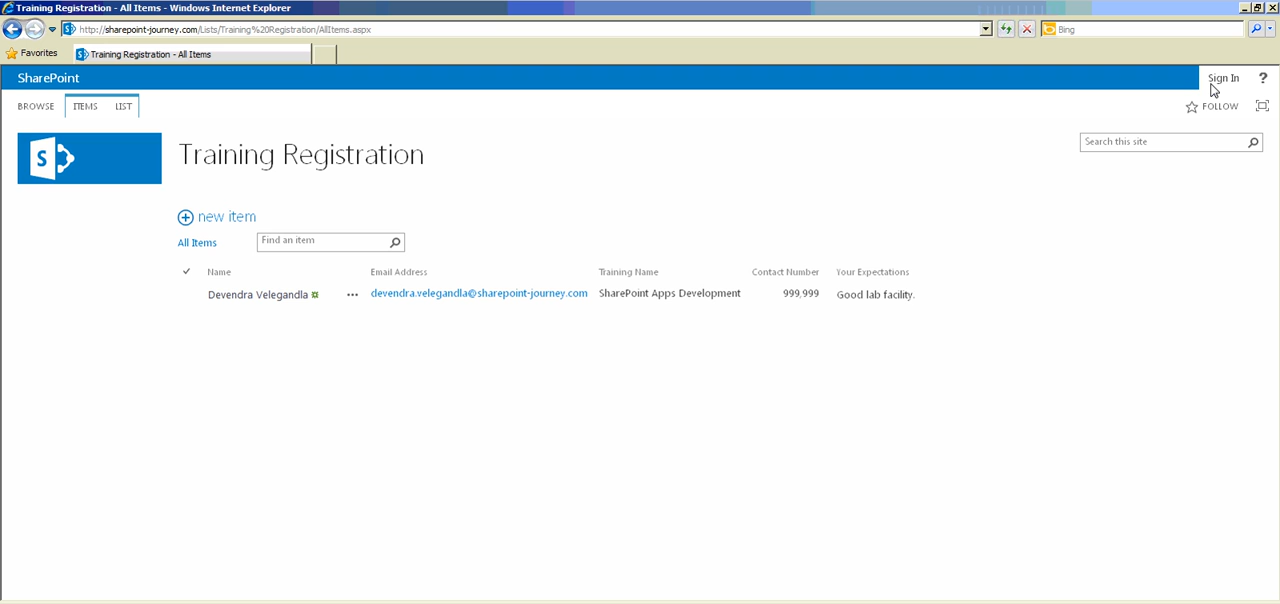 Training Registration - All Items - Windows Internet Explorer
http://sharepoint-journey.com/Lists/Training%20Registration/AllItems.aspx
Bing
Favorites
Training Registration - All Items
SharePoint
Sign In
?
BROWSE
ITEMS
LIST
FOLLOW
S
Training Registration
Search this site
new item
All Items
Find an item
Name Email Address Training Name Contact Number Your Expectations
Devendra Velegandla ... devendra.velegandla@sharepoint-journey.com SharePoint Apps Development 999,999 Good lab facility.